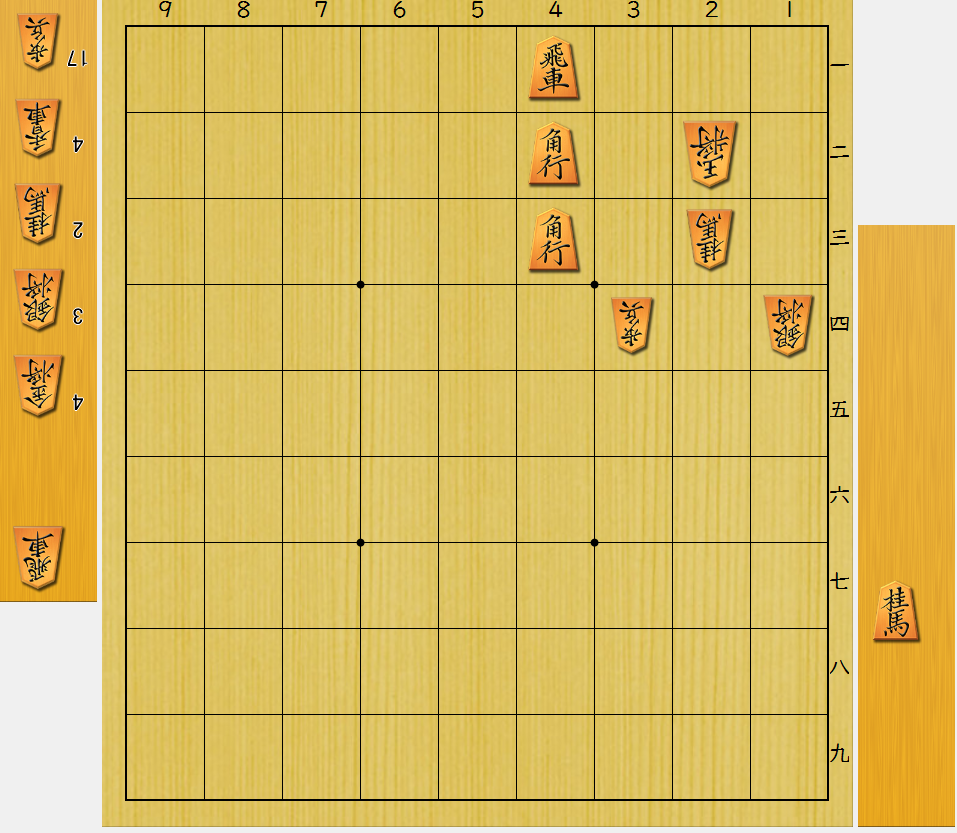 9 8 7 6 5 4 3 2 1
歩兵 17
香車 4
桂馬 2
銀将 3
金将 4
飛車
飛車 一
角行 玉将 二
角行 桂馬 三
歩兵 銀将 四
五
六
七
桂馬
八
九